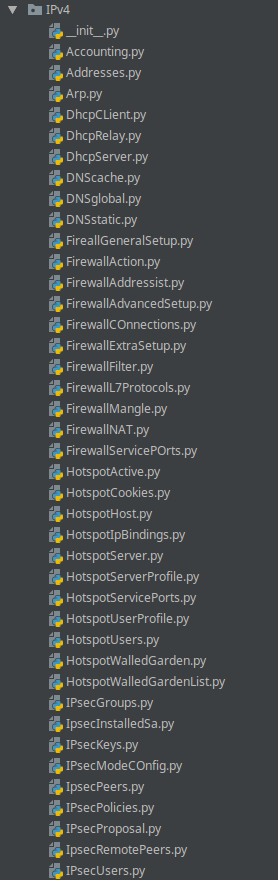 IPv4
__init__.py
Accounting.py
Addresses.py
Arp.py
DhcpCLient.py
DhcpRelay.py
DhcpServer.py
DNScache.py
DNSglobal.py
DNSstatic.py
FireallGeneralSetup.py
FirewallAction.py
FirewallAddressist.py
FirewallAdvancedSetup.py
FirewallCOnnections.py
FirewallExtraSetup.py
FirewallFilter.py
FirewallL7Protocols.py
FirewallMangle.py
FirewallNAT.py
FirewallServicePOrts.py
HotspotActive.py
HotspotCookies.py
HotspotHost.py
HotspotIpBindings.py
HotspotServer.py
HotspotServerProfile.py
HotspotServicePorts.py
HotspotUserProfile.py
HotspotUsers.py
HotspotWalledGarden.py
HotspotWalledGardenList.py
IPsecGroups.py
IpsecInstalledSa.py
IPsecKeys.py
IPsecModeCOnfig.py
IpsecPeers.py
IPsecPolicies.py
IPsecProposal.py
IpsecRemotePeers.py
IPsecUsers.py